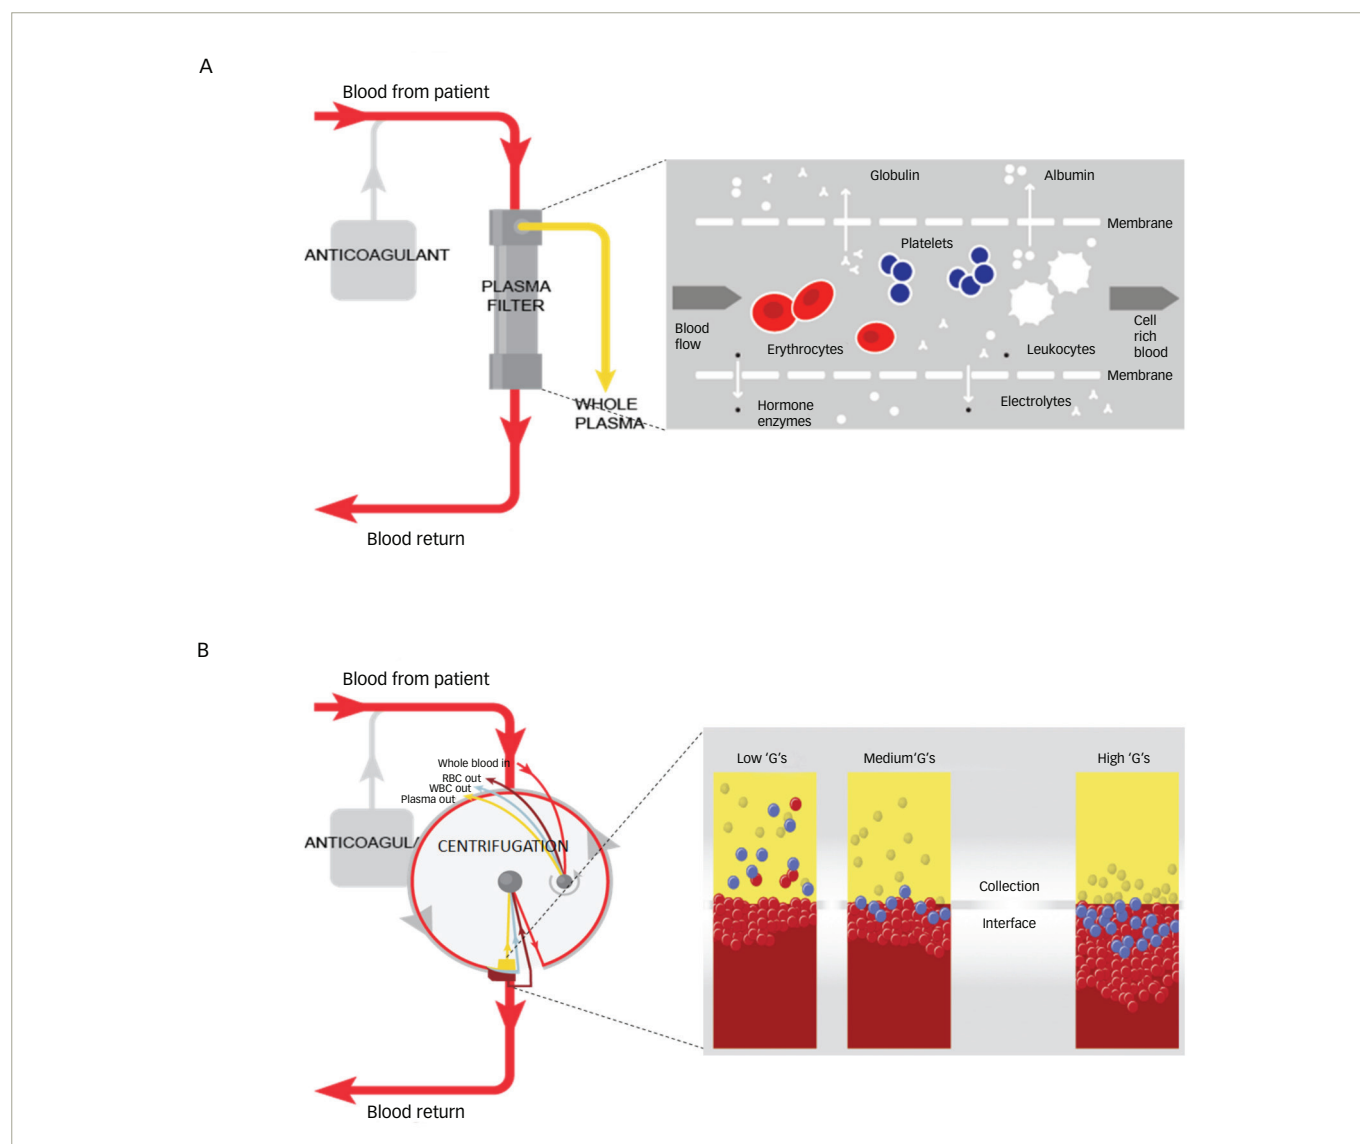 A
Blood from patient
ANTICOAGULANT
PLASMA
FILTER
WHOLE
PLASMA
Blood return
Globulin
Albumin
Membrane
Platelets
Blood
flow
Erythrocytes
Leukocytes
Cell
rich
blood
Membrane
Hormone
enzymes
Electrolytes
B
Blood from patient
Whole blood in
RBC out
WBC out
Plasma out
ANTICOAGUL
CENTRIFUGATION
Blood return
Low ‘G’s
Medium‘G’s
High ‘G’s
Collection
Interface